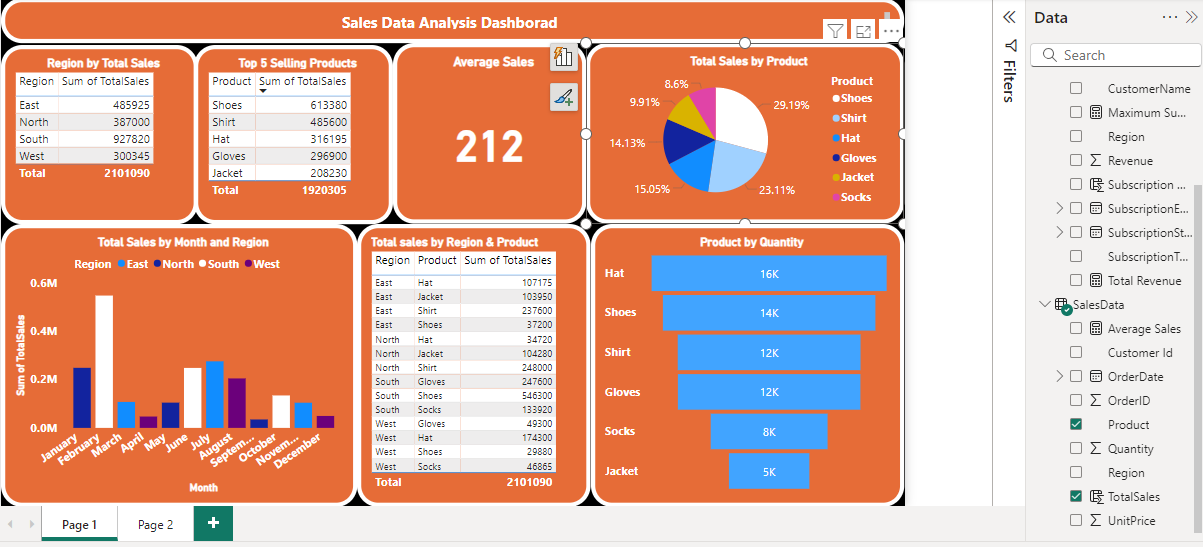 Sales Data Analysis Dashborad
Region by Total Sales
Region Sum of TotalSales
East 485925
North 387000
South 927820
West 300345
Total 2101090
Top 5 Selling Products
Product Sum of TotalSales
Shoes 613380
Shirt 485600
Hat 316195
Gloves 296900
Jacket 208230
Total 1920305
Average Sales
212
Total Sales by Product
8.6%
9.91%
14.13%
15.05%
23.11%
29.19%
Product
Shoes
Shirt
Hat
Gloves
Jacket
Socks
Total Sales by Month and Region
Region East North South West
Sum of TotalSales
0.6M
0.4M
0.2M
0.0M
January
February
March
April
May
June
July
August
Septem...
October
Novem...
December
Month
Total sales by Region & Product
Region Product Sum of TotalSales
East Hat 107175
East Jacket 103950
East Shirt 237600
East Shoes 37200
North Hat 34720
North Jacket 104280
North Shirt 248000
South Gloves 247600
South Shoes 546300
South Socks 133920
West Gloves 49300
West Hat 174300
West Shoes 29880
West Socks 46865
Total 2101090
Product by Quantity
Hat 16K
Shoes 14K
Shirt 12K
Gloves 12K
Socks 8K
Jacket 5K
Page 1
Page 2
+
Filters
Data
Search
CustomerName
Maximum Su...
Region
Revenue
Subscription ...
SubscriptionE...
SubscriptionSt...
SubscriptionT...
Total Revenue
SalesData
Average Sales
Customer Id
OrderDate
OrderID
Product
Quantity
Region
TotalSales
UnitPrice